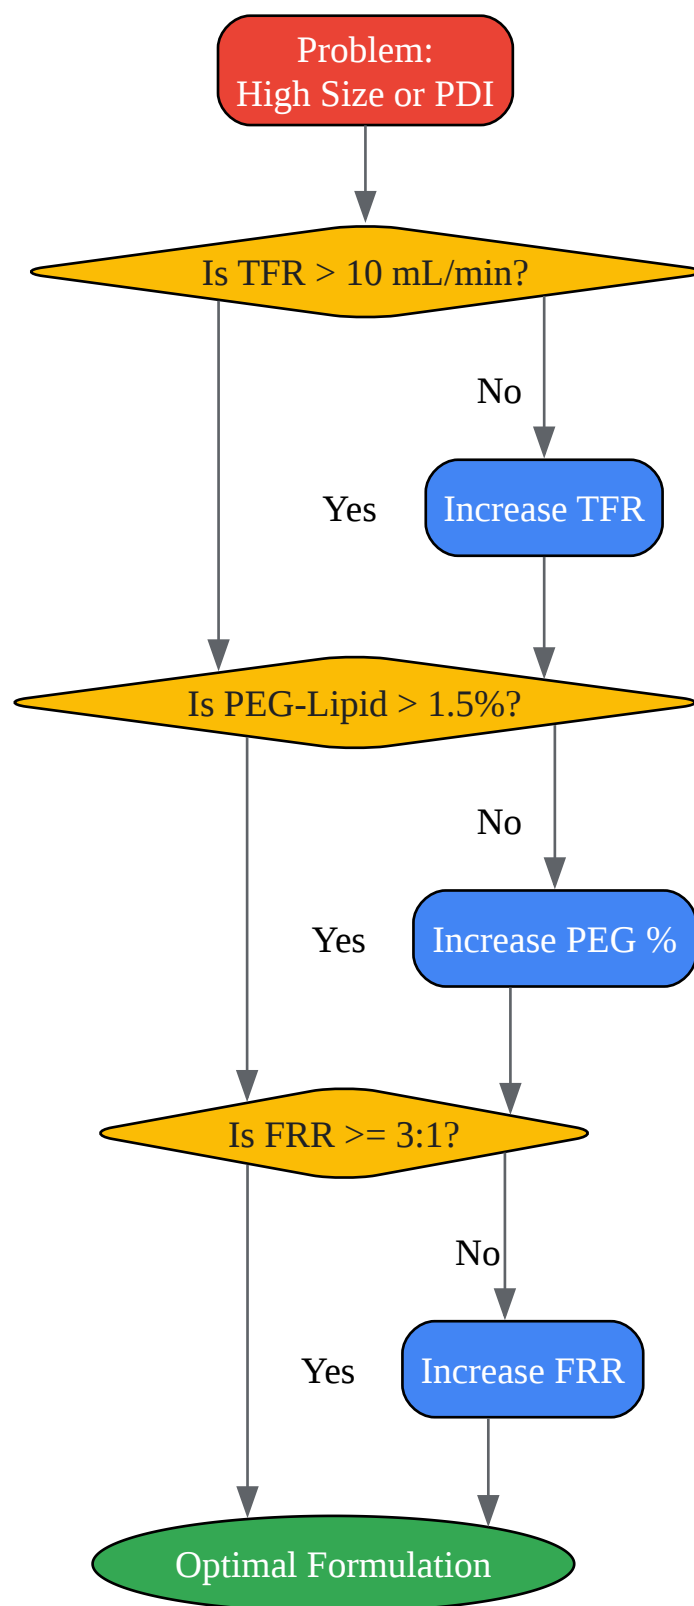 Problem:
High Size or PDI
Is TFR > 10 mL/min?
No
Yes
Increase TFR
Is PEG-Lipid > 1.5%?
No
Yes
Increase PEG %
Is FRR >= 3:1?
No
Yes
Increase FRR
Optimal Formulation